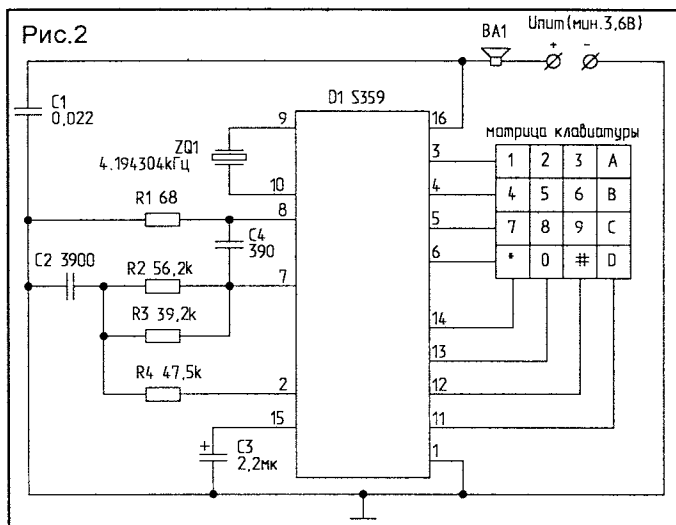 Рис.2
BA1
Uпит(мин.3,6В)
+
-
C1
0,022
D1 S359
9
16
матрица клавиатуры
ZQ1
4.194304кГц
3
1 2 3 A
10
4
4 5 6 B
R1 68
8
5
7 8 9 C
C4
390
6
* 0 # D
C2 3900
R2 56,2k
7
R3 39,2k
14
13
R4 47,5k
2
12
15
11
+
C3
2,2мк
1